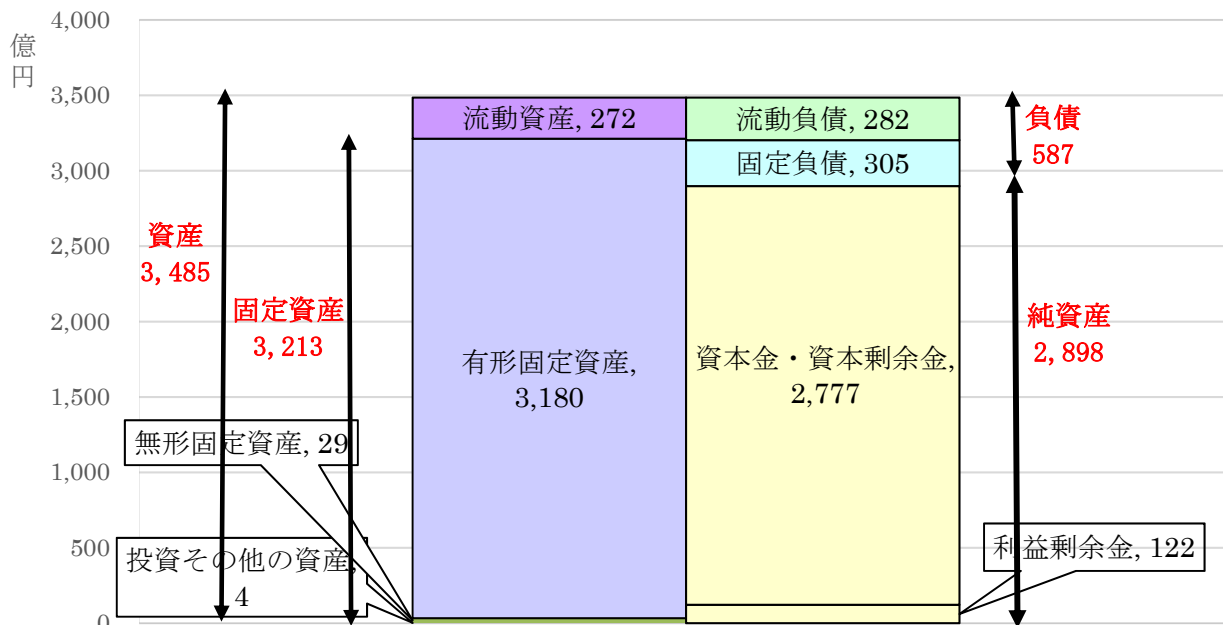 億
円
4,000
3,500
3,000
2,500
2,000
1,500
1,000
500
0
資産
3,485
固定資産
3,213
流動資産, 272
有形固定資産,
3,180
無形固定資産, 29
投資その他の資産,
4
流動負債, 282
固定負債, 305
資本金・資本剰余金,
2,777
利益剰余金, 122
負債
587
純資産
2,898